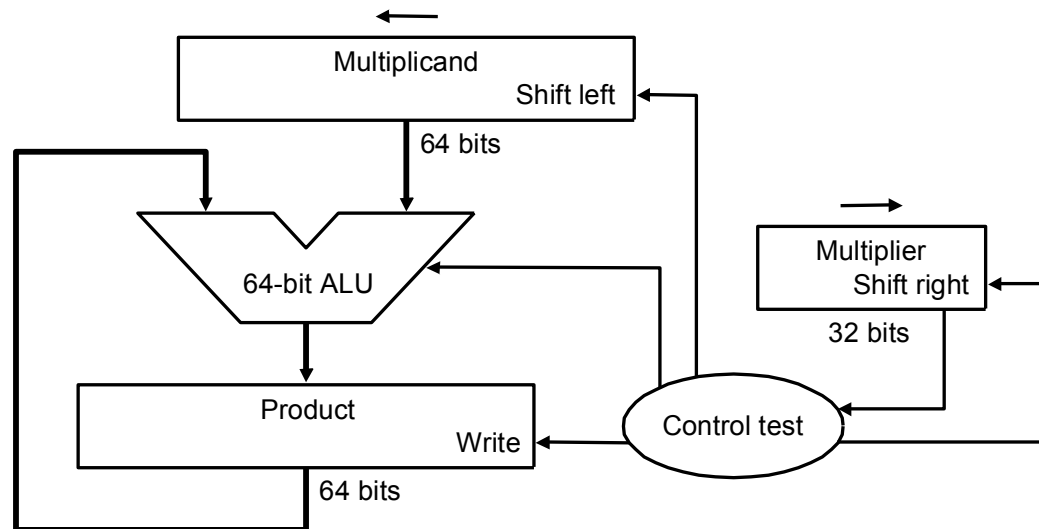 Multiplicand
Shift left
64 bits
64-bit ALU
Multiplier
Shift right
32 bits
Product
Write
Control test
64 bits